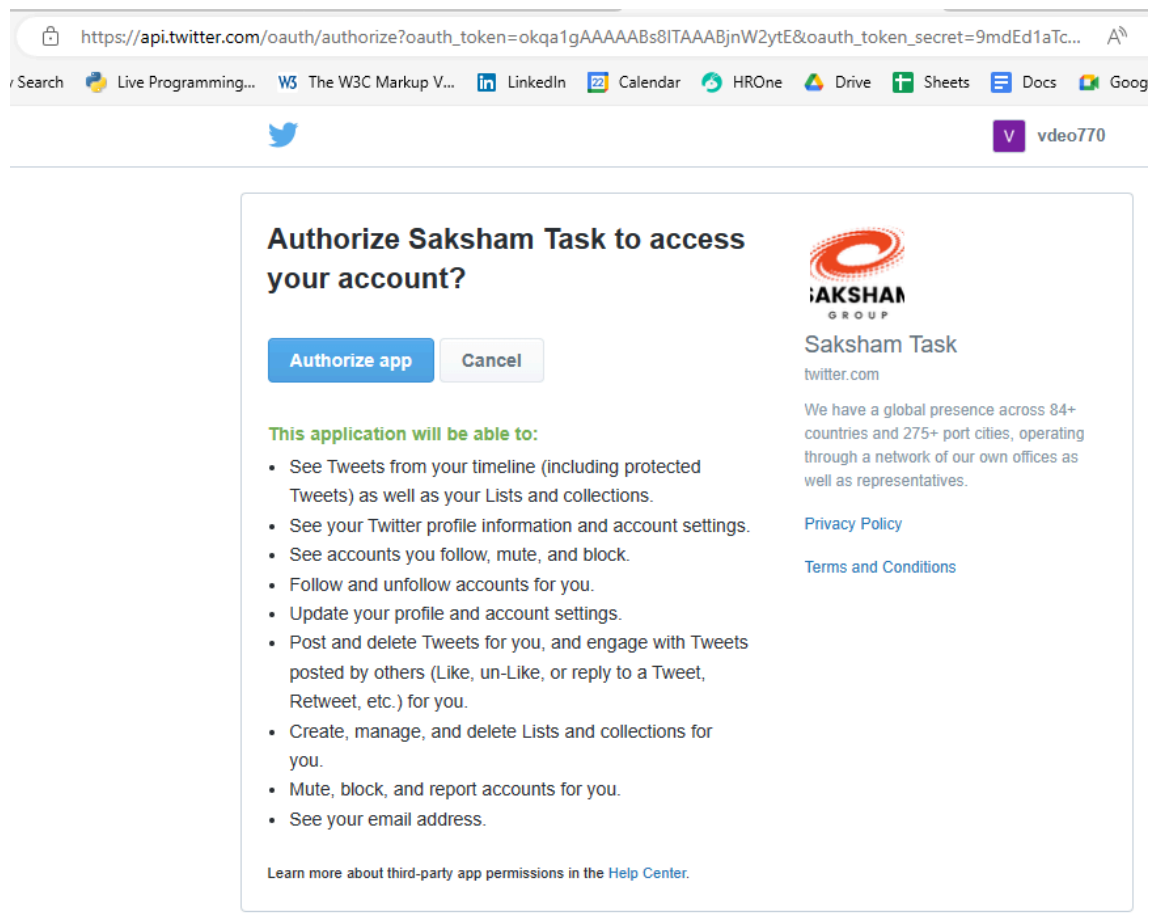 https://api.twitter.com/oauth/authorize?oauth_token=okqa1gAAAAABs8ITAAABjnW2ytE&oauth_token_secret=9mdEd1aTc...
Search Live Programming... The W3C Markup V... LinkedIn Calendar HROne Drive Sheets Docs Goog
V vdeo770
Authorize Saksham Task to access
your account?
Authorize app Cancel
This application will be able to:
• See Tweets from your timeline (including protected
Tweets) as well as your Lists and collections.
• See your Twitter profile information and account settings.
• See accounts you follow, mute, and block.
• Follow and unfollow accounts for you.
• Update your profile and account settings.
• Post and delete Tweets for you, and engage with Tweets
posted by others (Like, un-Like, or reply to a Tweet,
Retweet, etc.) for you.
• Create, manage, and delete Lists and collections for
you.
• Mute, block, and report accounts for you.
• See your email address.
Learn more about third-party app permissions in the Help Center.
SAKSHAM
GROUP
Saksham Task
twitter.com
We have a global presence across 84+
countries and 275+ port cities, operating
through a network of our own offices as
well as representatives.
Privacy Policy
Terms and Conditions